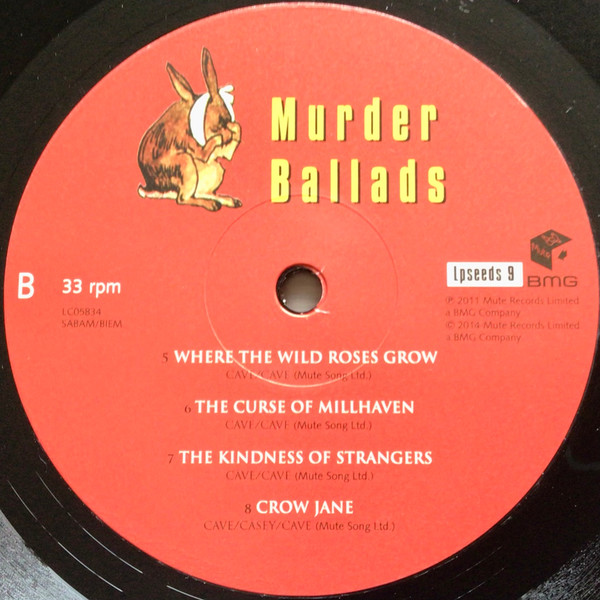 Murder
Ballads
B
33 rpm
LC05834
SABAM/BIEM
Lpseeds 9
Mute
BMG
℗ 2011 Mute Records Limited
a BMG Company
© 2014 Mute Records Limited
a BMG Company.
5 WHERE THE WILD ROSES GROW
CAVE/CAVE (Mute Song Ltd.)
6 THE CURSE OF MILLHAVEN
CAVE/CAVE (Mute Song Ltd.)
7 THE KINDNESS OF STRANGERS
CAVE/CAVE (Mute Song Ltd.)
8 CROW JANE
CAVE/CASEY/CAVE (Mute Song Ltd.)